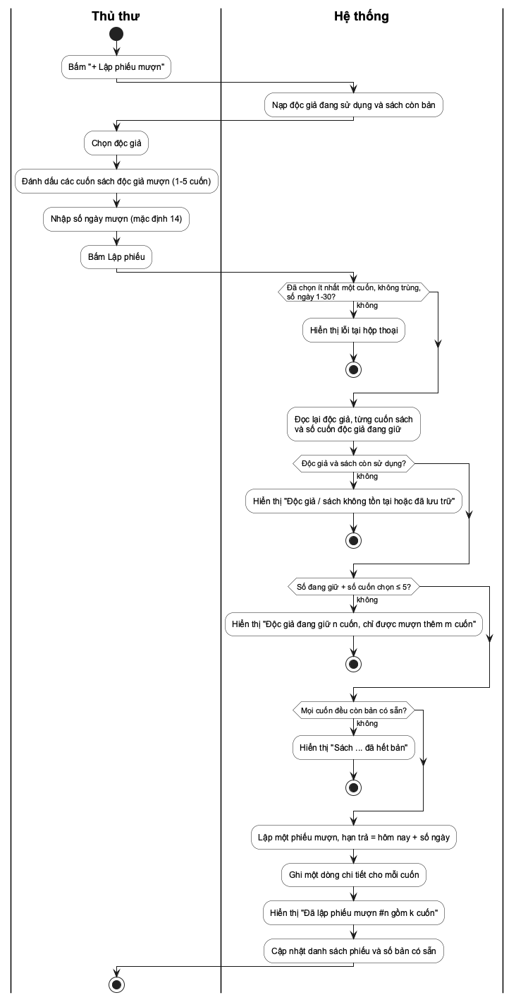 Thủ thư
Hệ thống
Bấm "+ Lập phiếu mượn"
Nạp độc giả đang sử dụng và sách còn bản
Chọn độc giả
Đánh dấu các cuốn sách độc giả mượn (1-5 cuốn)
Nhập số ngày mượn (mặc định 14)
Bấm Lập phiếu
Đã chọn ít nhất một cuốn, không trùng,
số ngày 1-30?
không
Hiển thị lỗi tại hộp thoại
Đọc lại độc giả, từng cuốn sách
và số cuốn độc giả đang giữ
Độc giả và sách còn sử dụng?
không
Hiển thị "Độc giả / sách không tồn tại hoặc đã lưu trữ"
Số đang giữ + số cuốn chọn ≤ 5?
không
Hiển thị "Độc giả đang giữ n cuốn, chỉ được mượn thêm m cuốn"
Mọi cuốn đều còn bản có sẵn?
không
Hiển thị "Sách ... đã hết bản"
Lập một phiếu mượn, hạn trả = hôm nay + số ngày
Ghi một dòng chi tiết cho mỗi cuốn
Hiển thị "Đã lập phiếu mượn #n gồm k cuốn"
Cập nhật danh sách phiếu và số bản có sẵn